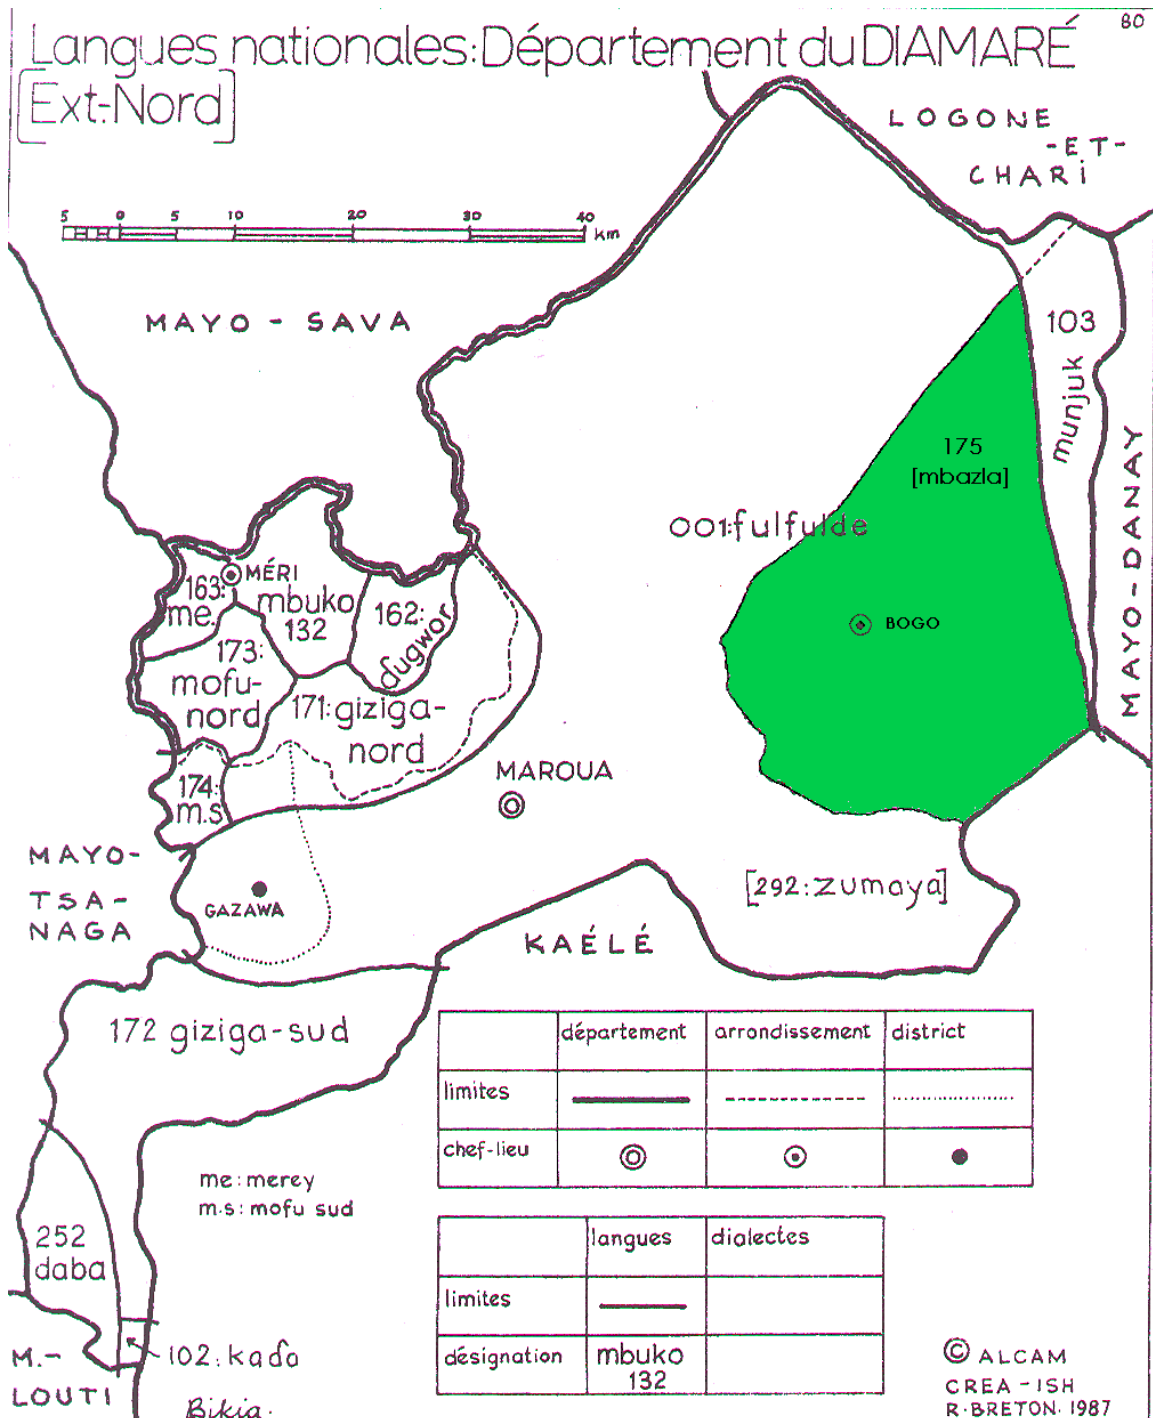 80
Langues nationales: Département du DIAMARÉ
[Ext.-Nord]
LOGONE
-ET-
CHARI
5 0 5 10 20 30 40 km
MAYO - SAVA
103
munjuk
175
[mbazla]
MAYO-DANAY
001:fulfulde
163:
me.
MÉRI
mbuko
132
162:
dugwor
BOGO
173:
mofu-
nord
171:giziga-
nord
174:
m.s
MAROUA
MAYO-
TSA-
NAGA
GAZAWA
[292:zumaya]
KAÉLÉ
172 giziga-sud
département arrondissement district
limites
chef-lieu
me: merey
m.s: mofu sud
252
daba
langues dialectes
limites
désignation mbuko
132
102: kaɗa
M.-
LOUTI
Bikia.
© ALCAM
CREA-ISH
R·BRETON· 1987